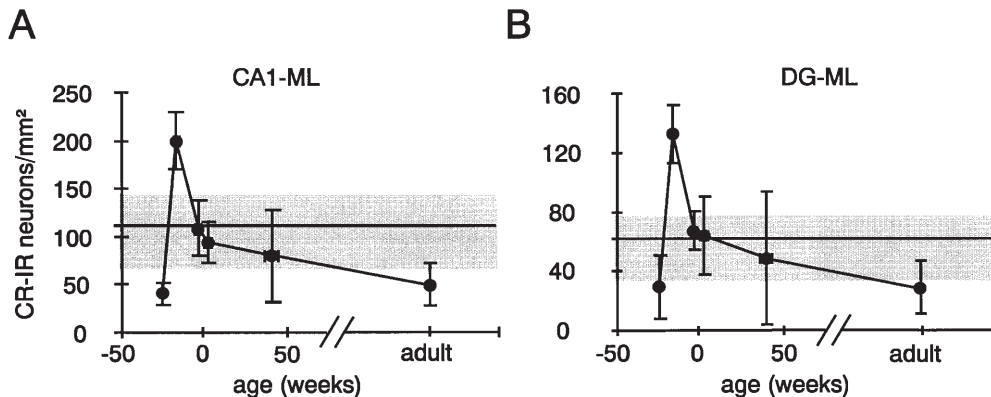 A
B
CA1-ML
DG-ML
CR-IR neurons/mm²
250
200
150
100
50
0
160
120
80
40
0
-50 0 50 adult
-50 0 50 adult
age (weeks)
age (weeks)